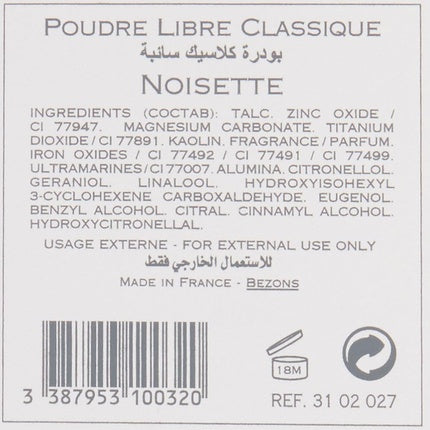 POUDRE LIBRE CLASSIQUE
بودرة كلاسيك سائبة
NOISETTE
INGREDIENTS (COCTAB): TALC. ZINC OXIDE /
CI 77947. MAGNESIUM CARBONATE. TITANIUM
DIOXIDE / CI 77891. KAOLIN. FRAGRANCE / PARFUM.
IRON OXIDES / CI 77492 / CI 77491 / CI 77499.
ULTRAMARINES / CI 77007. ALUMINA. CITRONELLOL.
GERANIOL. LINALOOL. HYDROXYISOHEXYL
3-CYCLOHEXENE CARBOXALDEHYDE. EUGENOL.
BENZYL ALCOHOL. CITRAL. CINNAMYL ALCOHOL.
HYDROXYCITRONELLAL.
USAGE EXTERNE - FOR EXTERNAL USE ONLY
للاستعمال الخارجي فقط
MADE IN FRANCE - BEZONS
18M
3 387953 100320
REF. 31 02 027